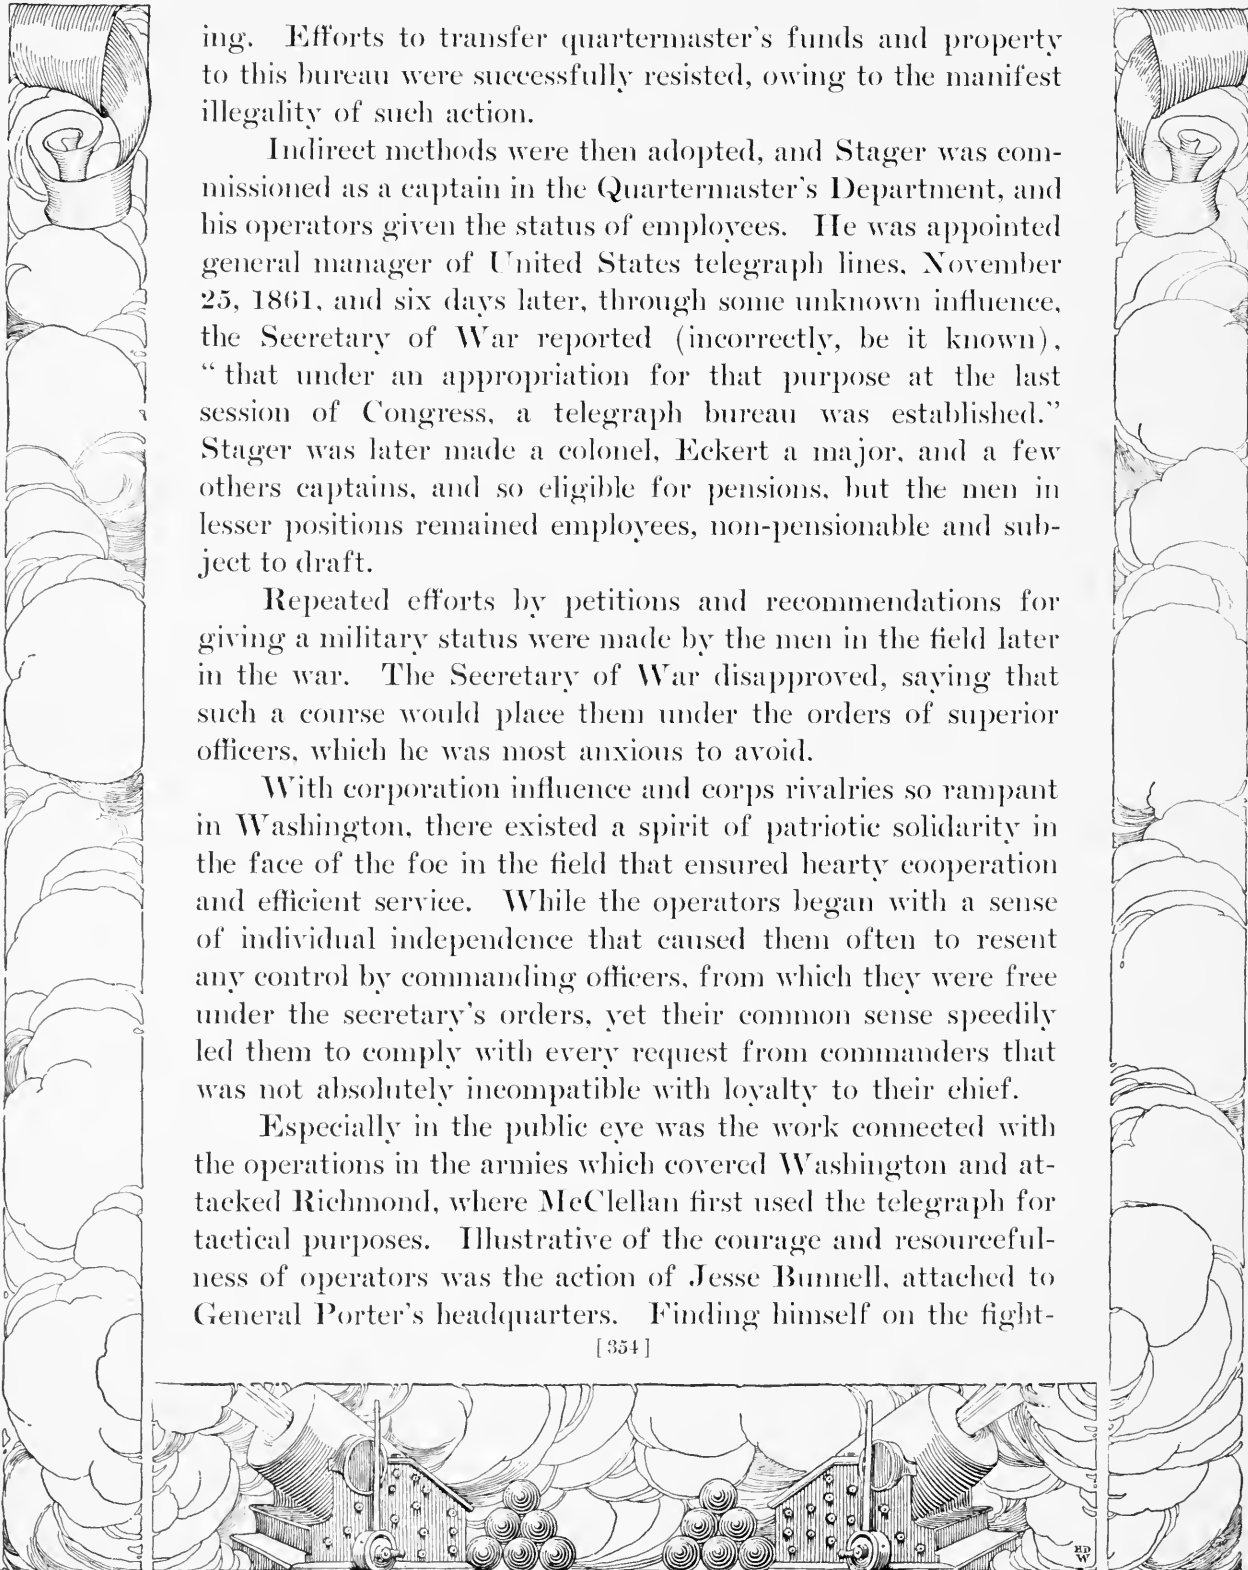 ing. Efforts to transfer quartermaster's funds and property
to this bureau were successfully resisted, owing to the manifest
illegality of such action.
Indirect methods were then adopted, and Stager was com-
missioned as a captain in the Quartermaster's Department, and
his operators given the status of employees. He was appointed
general manager of United States telegraph lines, November
25, 1861, and six days later, through some unknown influence,
the Secretary of War reported (incorrectly, be it known),
“ that under an appropriation for that purpose at the last
session of Congress, a telegraph bureau was established.”
Stager was later made a colonel, Eckert a major, and a few
others captains, and so eligible for pensions, but the men in
lesser positions remained employees, non-pensionable and sub-
ject to draft.
Repeated efforts by petitions and recommendations for
giving a military status were made by the men in the field later
in the war. The Secretary of War disapproved, saying that
such a course would place them under the orders of superior
officers, which he was most anxious to avoid.
With corporation influence and corps rivalries so rampant
in Washington, there existed a spirit of patriotic solidarity in
the face of the foe in the field that ensured hearty cooperation
and efficient service. While the operators began with a sense
of individual independence that caused them often to resent
any control by commanding officers, from which they were free
under the secretary's orders, yet their common sense speedily
led them to comply with every request from commanders that
was not absolutely incompatible with loyalty to their chief.
Especially in the public eye was the work connected with
the operations in the armies which covered Washington and at-
tacked Richmond, where McClellan first used the telegraph for
tactical purposes. Illustrative of the courage and resourceful-
ness of operators was the action of Jesse Bunnell, attached to
General Porter's headquarters. Finding himself on the fight-
[354]
HD
W